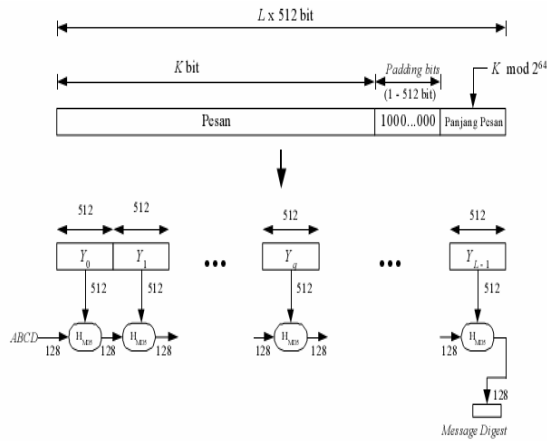 L x 512 bit
K bit
Padding bits
(1 - 512 bit)
K mod 2^64
Pesan
1000...000
Panjang Pesan
512 512 512 512
Y_0 Y_1 ... Y_q ... Y_{L-1}
512 512 512 512
ABCD H_MD5 H_MD5 H_MD5 H_MD5
128 128 128 128 128 128
128
Message Digest